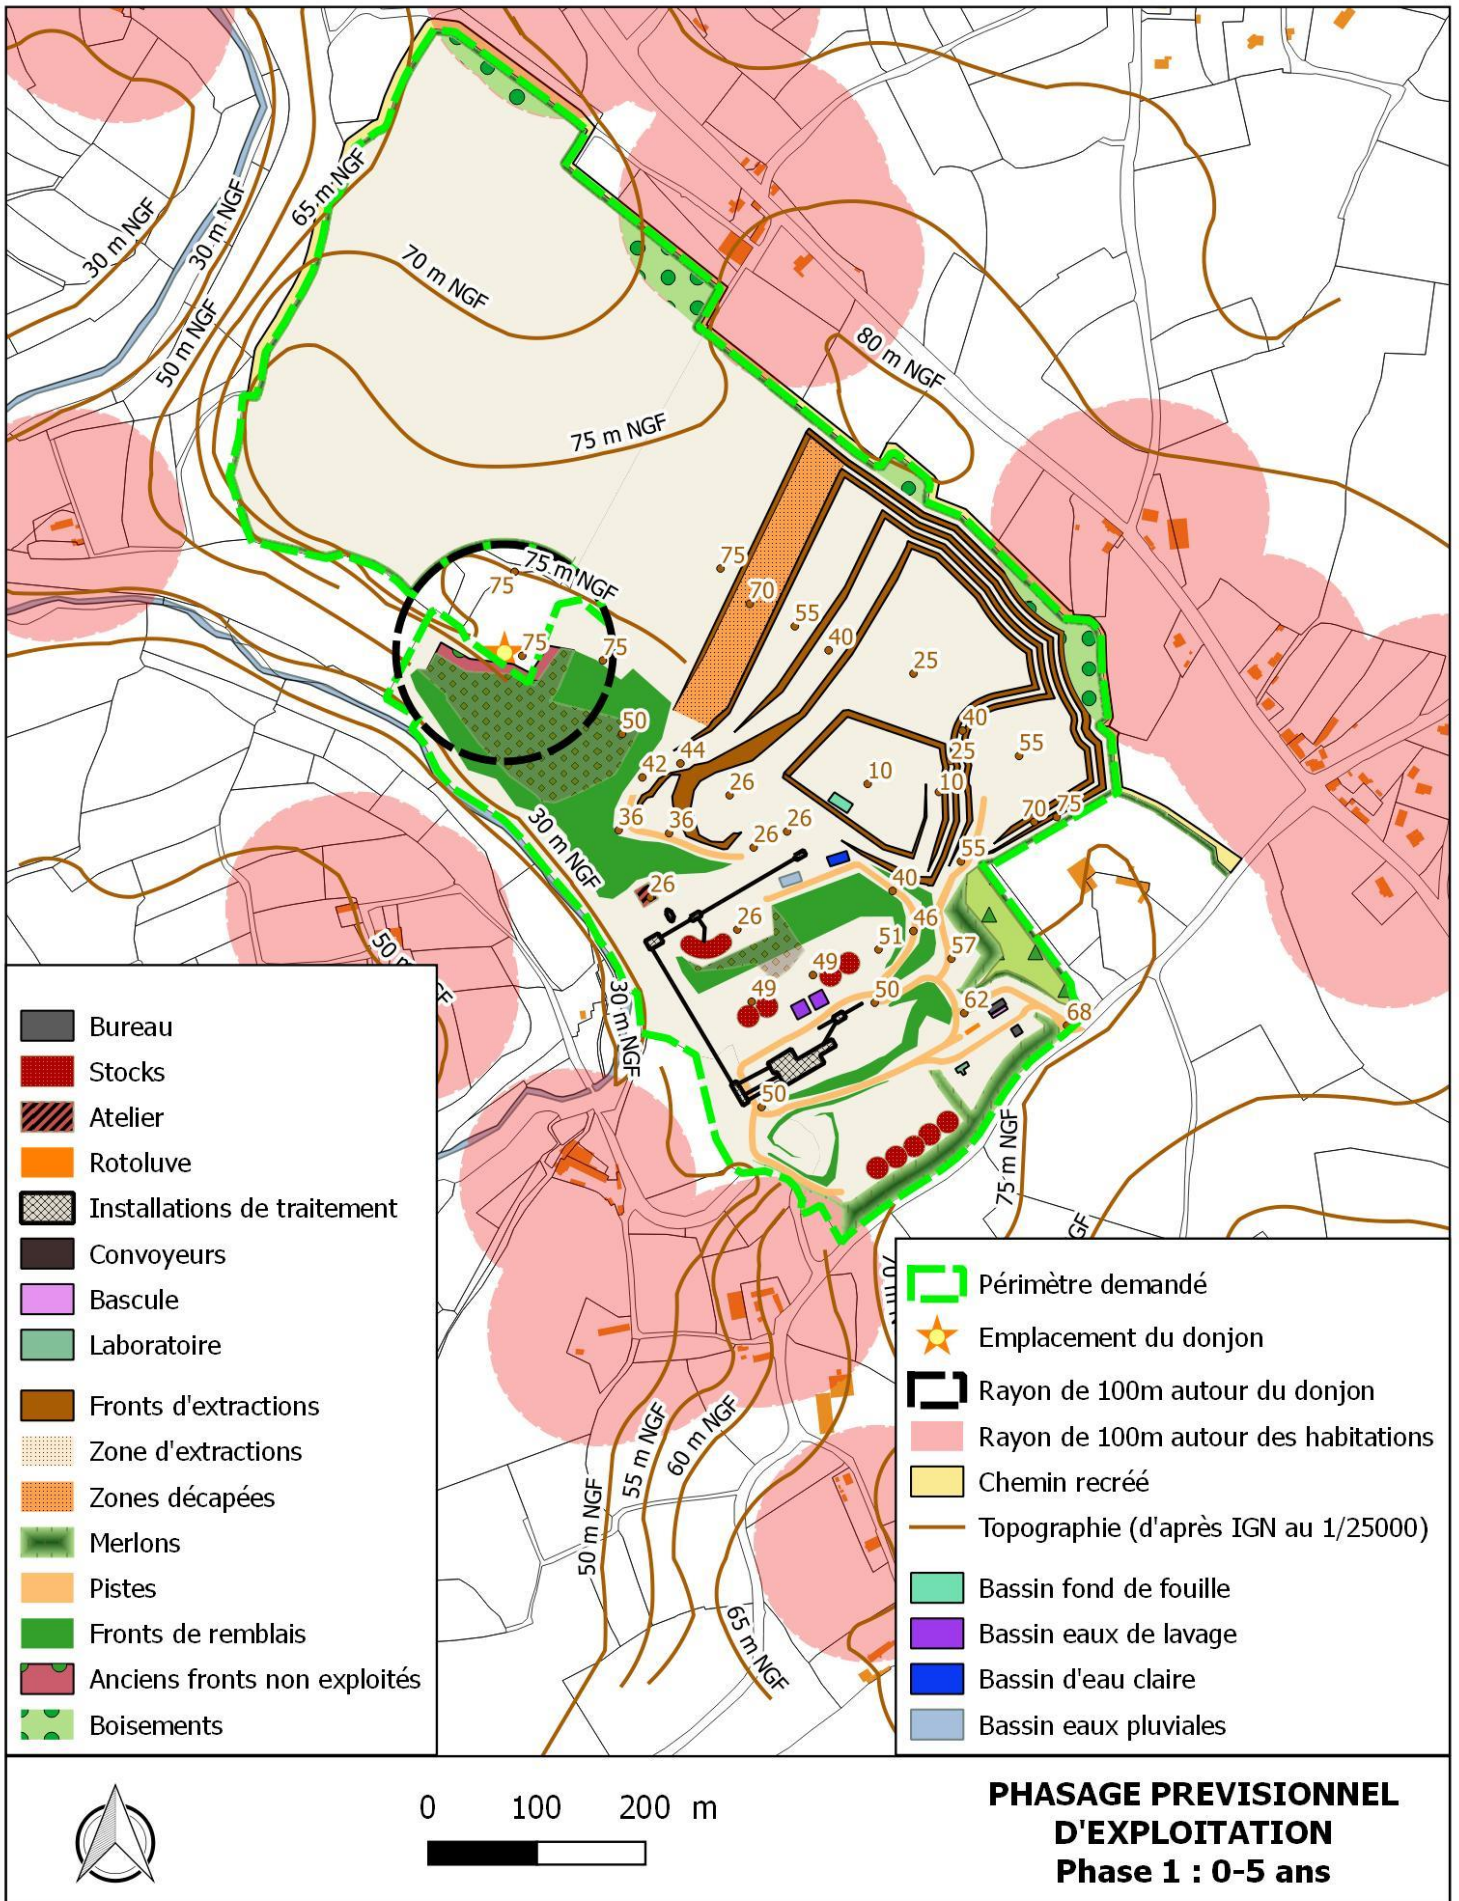 65 m NGF
30 m NGF
30 m NGF
70 m NGF
50 m NGF
80 m NGF
75 m NGF
75 m NGF
75
75
70
55
75
75
40
25
50
40
55
44
25
42
26
10
10
70
75
36
36
26
26
55
30 m NGF
26
40
26
46
51
57
50 m
49
49
50
62
68
30 m NGF
50
75 m NGF
Bureau
Stocks
Atelier
Rotoluve
Installations de traitement
Convoyeurs
Bascule
Laboratoire
Fronts d'extractions
Zone d'extractions
Zones décapées
Merlons
Pistes
Fronts de remblais
Anciens fronts non exploités
Boisements
50 m NGF
55 m NGF
60 m NGF
65 m NGF
GF
Périmètre demandé
Emplacement du donjon
Rayon de 100m autour du donjon
Rayon de 100m autour des habitations
Chemin recréé
Topographie (d'après IGN au 1/25000)
Bassin fond de fouille
Bassin eaux de lavage
Bassin d'eau claire
Bassin eaux pluviales
0 100 200 m
PHASAGE PREVISIONNEL
D'EXPLOITATION
Phase 1 : 0-5 ans